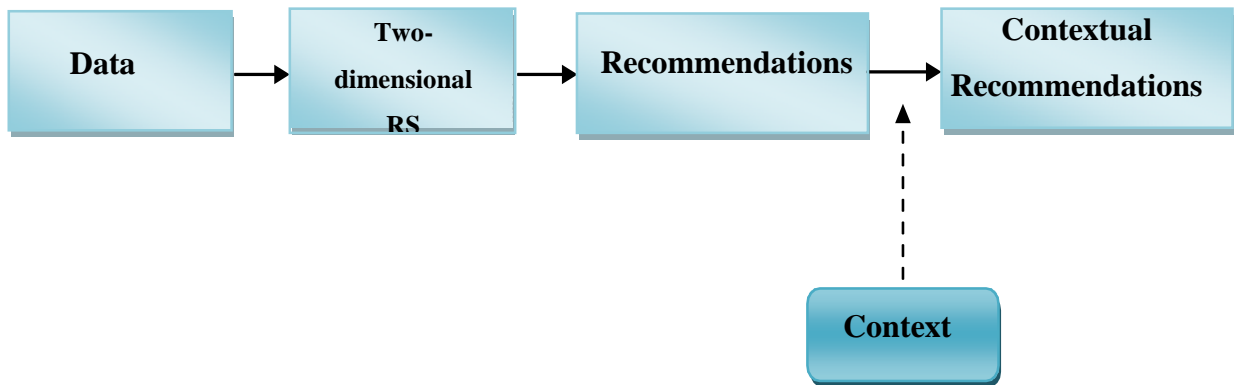 Data
Two-
dimensional
RS
Recommendations
Contextual
Recommendations
Context